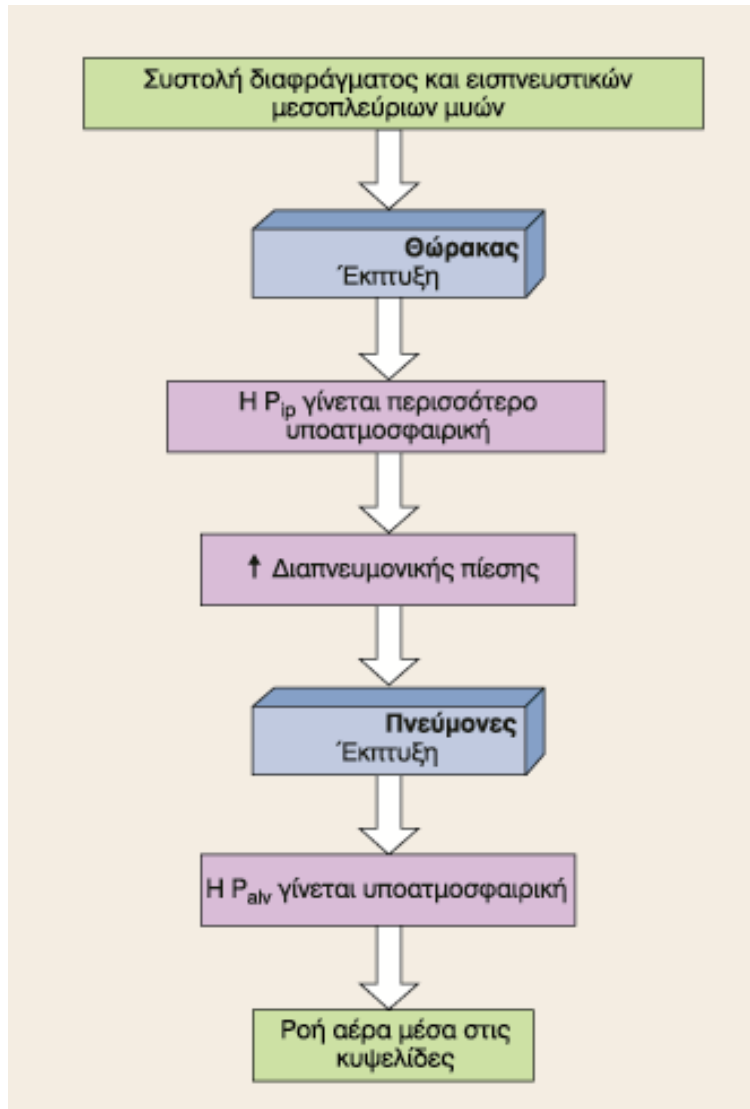 Συστολή διαφράγματος και εισπνευστικών
μεσοπλεύριων μυών
Θώρακας
Έκπτυξη
Η Pip γίνεται περισσότερο
υποατμοσφαιρική
↑ Διαπνευμονικής πίεσης
Πνεύμονες
Έκπτυξη
Η Palv γίνεται υποατμοσφαιρική
Ροή αέρα μέσα στις
κυψελίδες